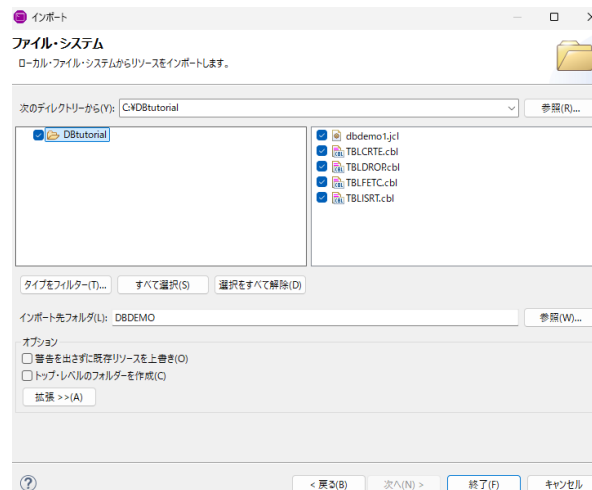 インポート
ファイル・システム
ローカル・ファイル・システムからリソースをインポートします。
次のディレクトリーから(Y): C:¥DBtutorial 参照(R)...
DBtutorial
dbdemo1.jcl
TBLCRTE.cbl
TBLDROP.cbl
TBLFETC.cbl
TBLISRT.cbl
タイプをフィルター(T)... すべて選択(S) 選択をすべて解除(D)
インポート先フォルダ(L): DBDEMO 参照(W)...
オプション
警告を出さずに既存リソースを上書き(O)
トップ・レベルのフォルダーを作成(C)
拡張 >>(A)
< 戻る(B) 次へ(N) > 終了(F) キャンセル